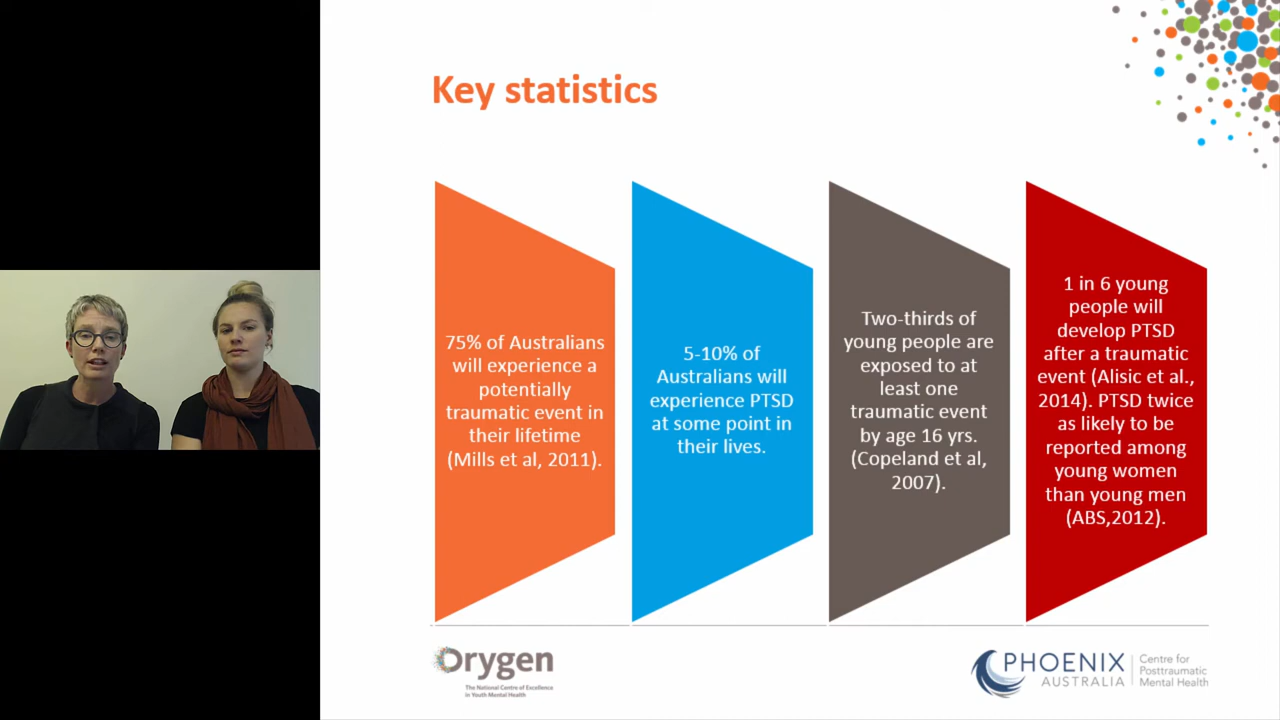 Key statistics
75% of Australians
will experience a
potentially
traumatic event in
their lifetime
(Mills et al, 2011).
5-10% of
Australians will
experience PTSD
at some point in
their lives.
Two-thirds of
young people are
exposed to at
least one
traumatic event
by age 16 yrs.
(Copeland et al,
2007).
1 in 6 young
people will
develop PTSD
after a traumatic
event (Alisic et al.,
2014). PTSD twice
as likely to be
reported among
young women
than young men
(ABS,2012).
Orygen
The National Centre of Excellence
in Youth Mental Health
PHOENIX
AUSTRALIA
Centre for
Posttraumatic
Mental Health